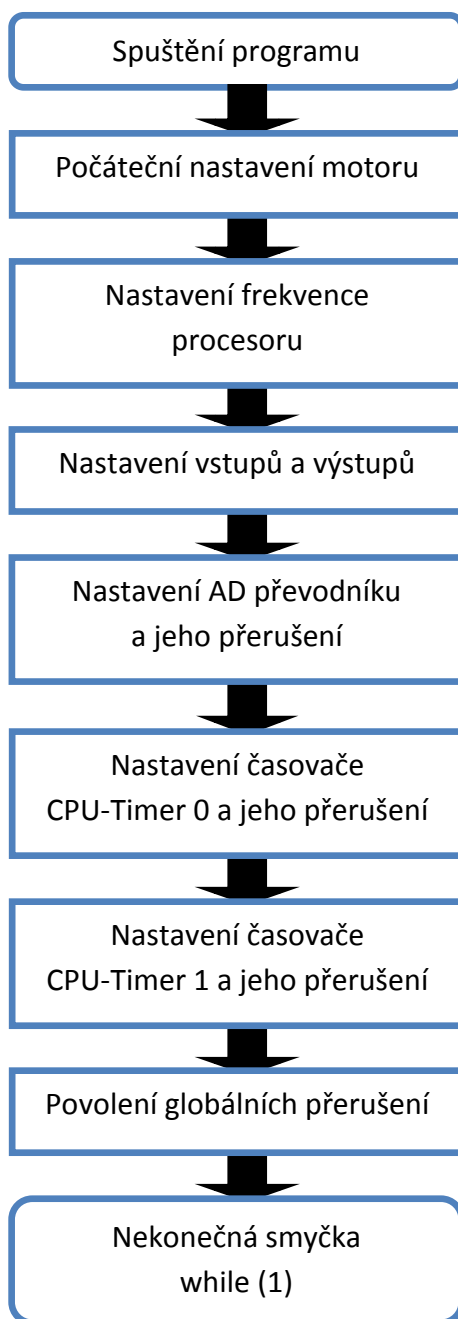 Spuštění programu
Počáteční nastavení motoru
Nastavení frekvence
procesoru
Nastavení vstupů a výstupů
Nastavení AD převodníku
a jeho přerušení
Nastavení časovače
CPU-Timer 0 a jeho přerušení
Nastavení časovače
CPU-Timer 1 a jeho přerušení
Povolení globálních přerušení
Nekonečná smyčka
while (1)